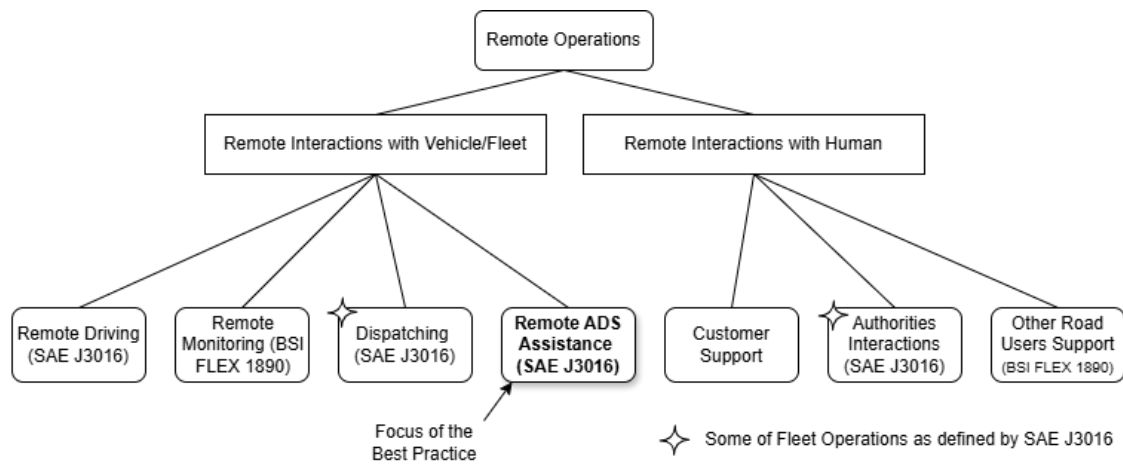 Remote Operations
Remote Interactions with Vehicle/Fleet
Remote Interactions with Human
Remote Driving
(SAE J3016)
Remote
Monitoring (BSI
FLEX 1890)
Dispatching
(SAE J3016)
Remote ADS
Assistance
(SAE J3016)
Customer
Support
Authorities
Interactions
(SAE J3016)
Other Road
Users Support
(BSI FLEX 1890)
Focus of the
Best Practice
Some of Fleet Operations as defined by SAE J3016